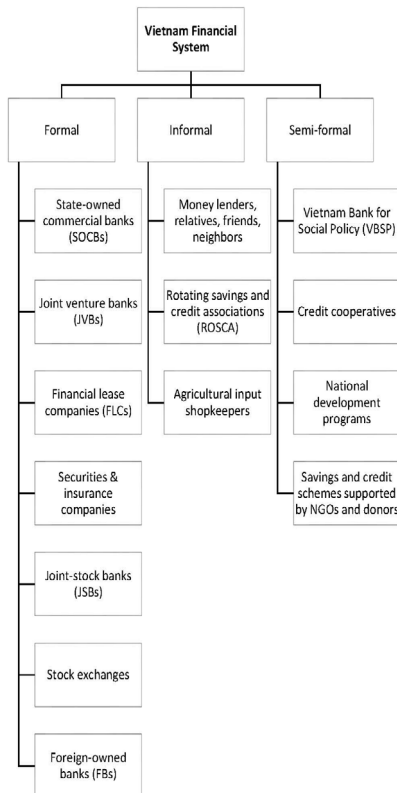 Vietnam Financial
System
Formal
Informal
Semi-formal
State-owned
commercial banks
(SOCBs)
Joint venture banks
(JVBs)
Financial lease
companies (FLCs)
Securities &
insurance
companies
Joint-stock banks
(JSBs)
Stock exchanges
Foreign-owned
banks (FBs)
Money lenders,
relatives, friends,
neighbors
Rotating savings and
credit associations
(ROSCA)
Agricultural input
shopkeepers
Vietnam Bank for
Social Policy (VBSP)
Credit cooperatives
National
development
programs
Savings and credit
schemes supported
by NGOs and donors